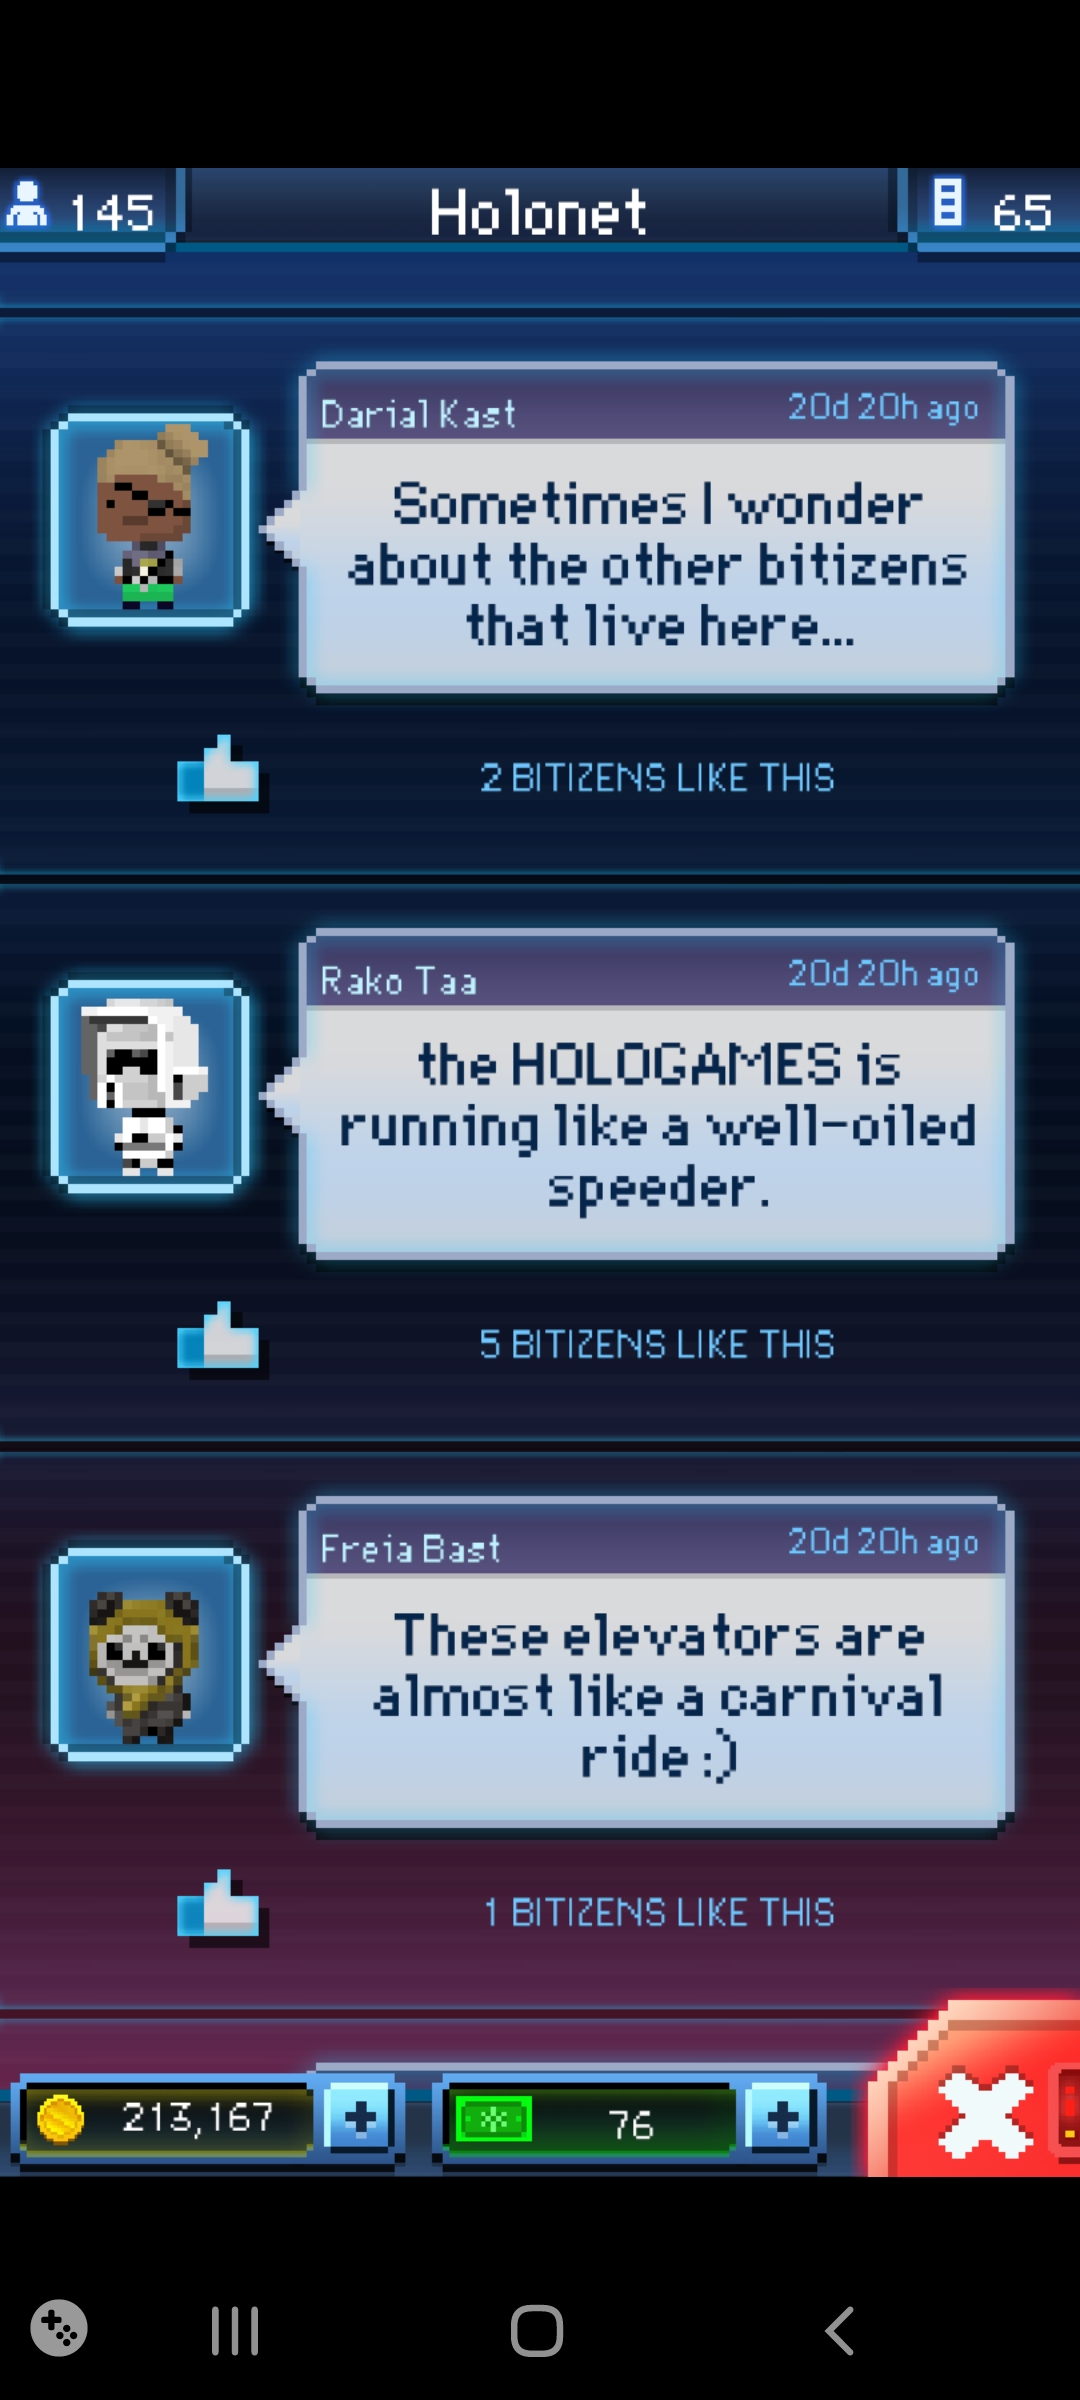 145
Holonet
65
Darial Kast
20d 20h ago
Sometimes I wonder
about the other bitizens
that live here...
2 BITIZENS LIKE THIS
Rako Taa
20d 20h ago
the HOLOGAMES is
running like a well-oiled
speeder.
5 BITIZENS LIKE THIS
Freia Bast
20d 20h ago
These elevators are
almost like a carnival
ride :)
1 BITIZENS LIKE THIS
213,167
76